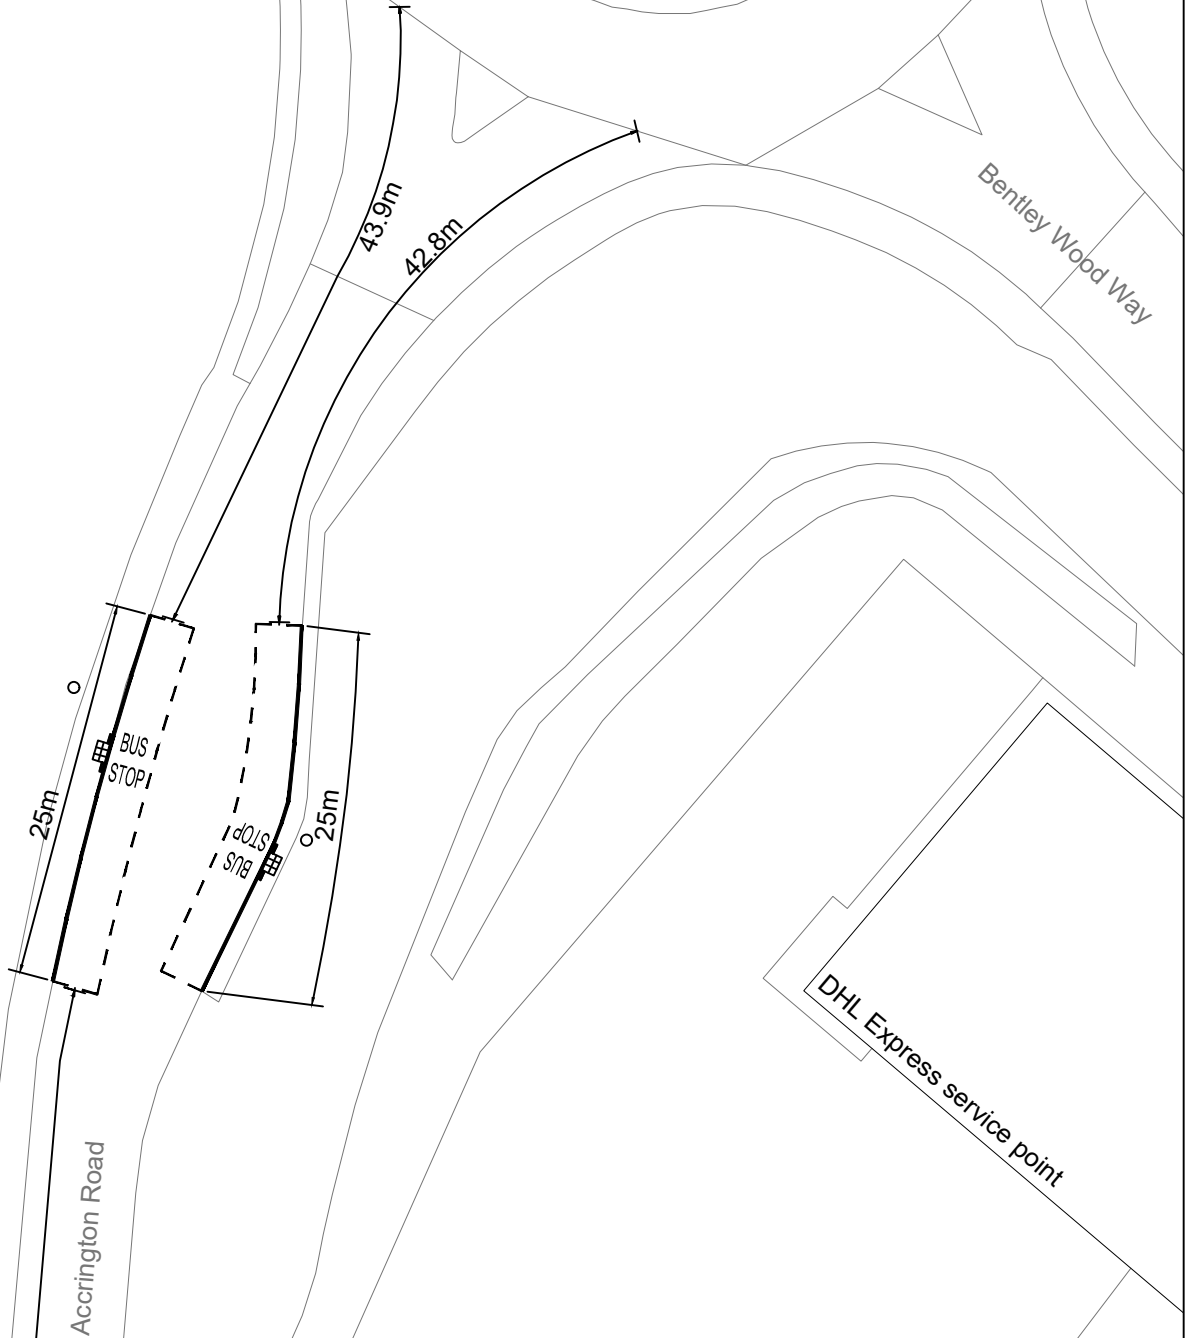 43.9m
42.8m
Bentley Wood Way
BUS
STOP
25m
BUS
STOP
25m
DHL Express service point
Accrington Road